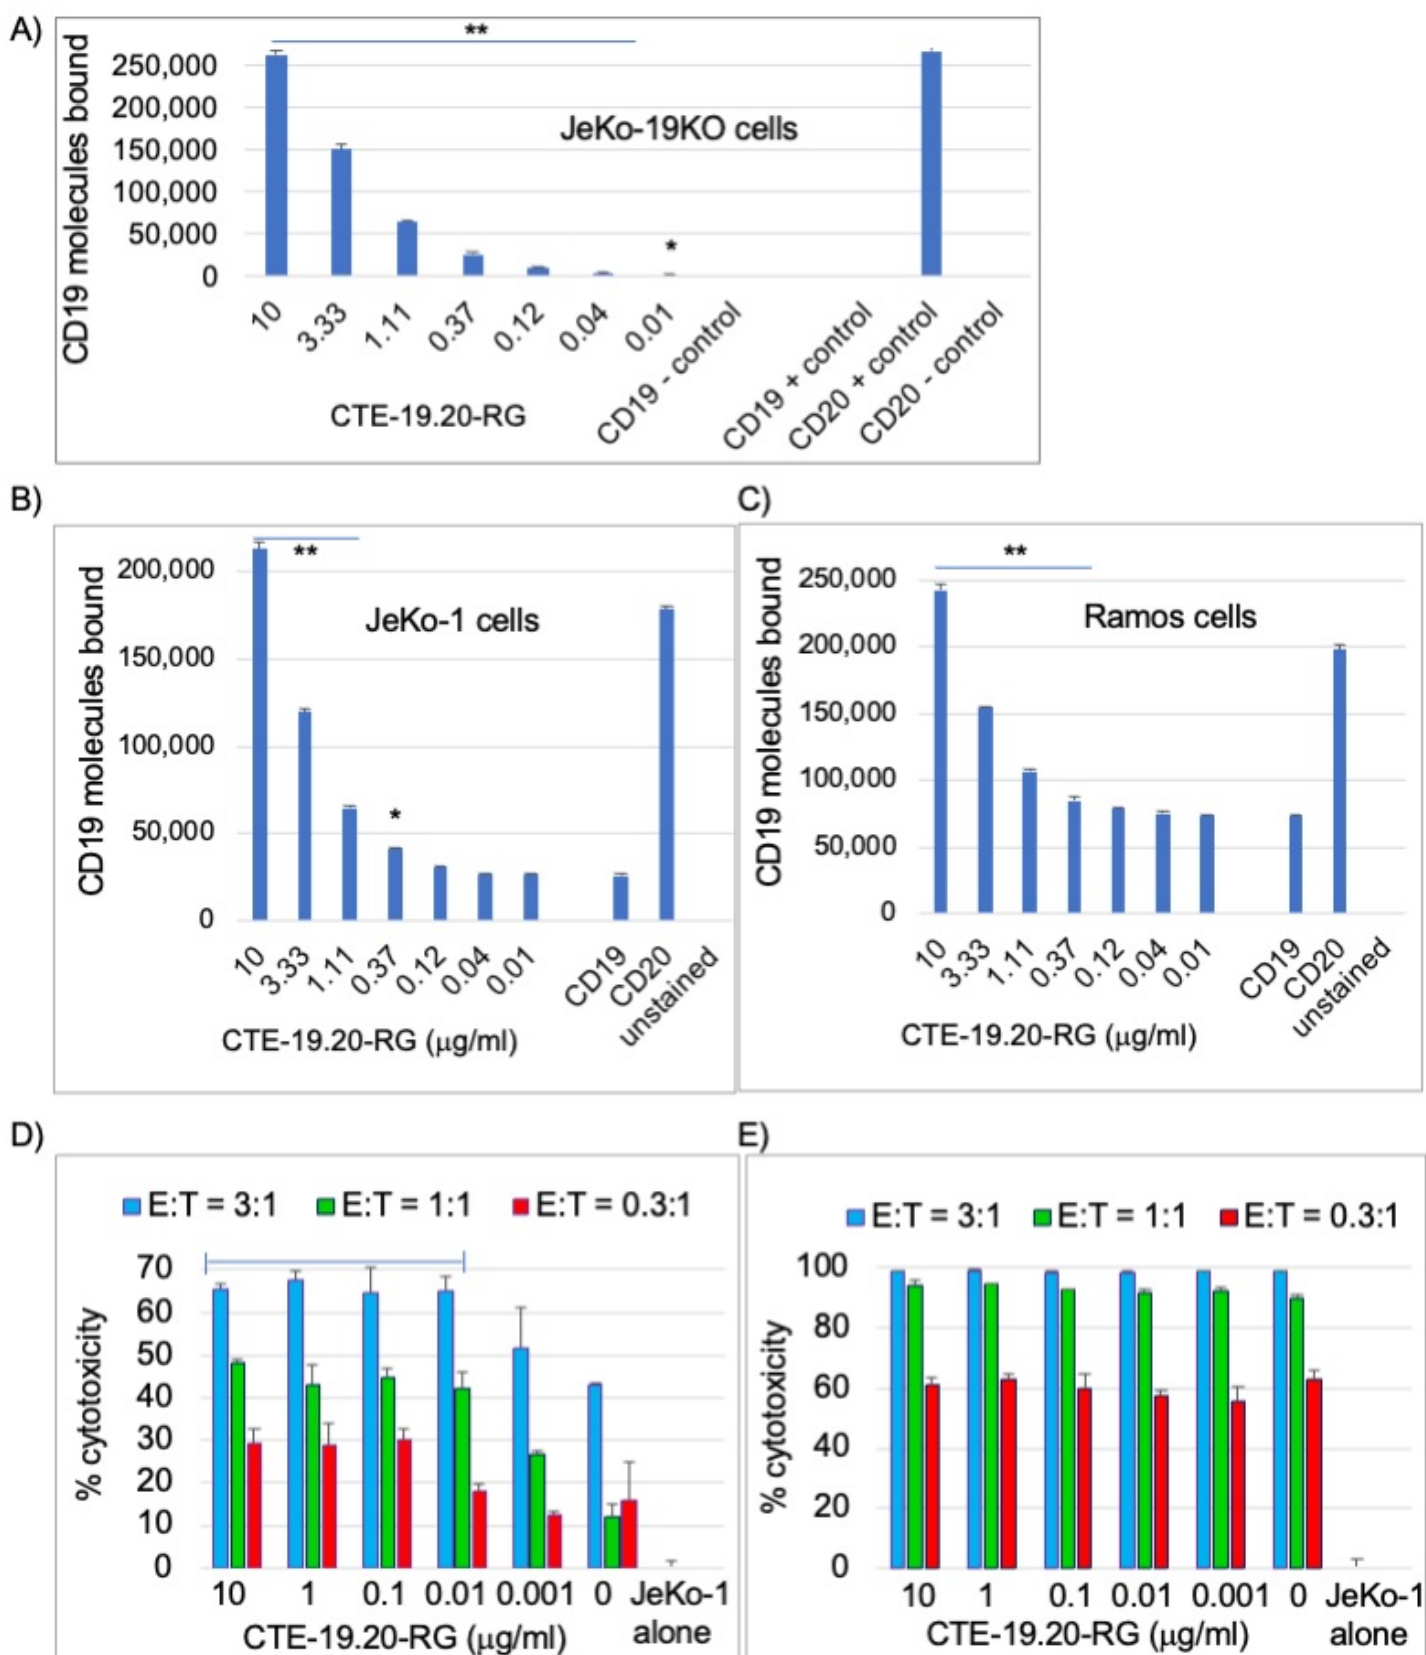 A)
**
250,000
200,000
150,000
100,000
50,000
0
CD19 molecules bound
JeKo-19KO cells
*
10 3.33 1.11 0.37 0.12 0.04 0.01 CD19 - control CD19 + control CD20 + control CD20 - control
CTE-19.20-RG
B)
**
200,000
150,000
100,000
50,000
0
CD19 molecules bound
JeKo-1 cells
*
10 3.33 1.11 0.37 0.12 0.04 0.01 CD19 CD20 unstained
CTE-19.20-RG (μg/ml)
C)
**
250,000
200,000
150,000
100,000
50,000
0
CD19 molecules bound
Ramos cells
10 3.33 1.11 0.37 0.12 0.04 0.01 CD19 CD20 unstained
CTE-19.20-RG (μg/ml)
D)
E:T = 3:1 E:T = 1:1 E:T = 0.3:1
70
60
50
40
30
20
10
0
% cytotoxicity
10 1 0.1 0.01 0.001 0 JeKo-1
CTE-19.20-RG (μg/ml) alone
E)
E:T = 3:1 E:T = 1:1 E:T = 0.3:1
100
80
60
40
20
0
% cytotoxicity
10 1 0.1 0.01 0.001 0 JeKo-1
CTE-19.20-RG (μg/ml) alone